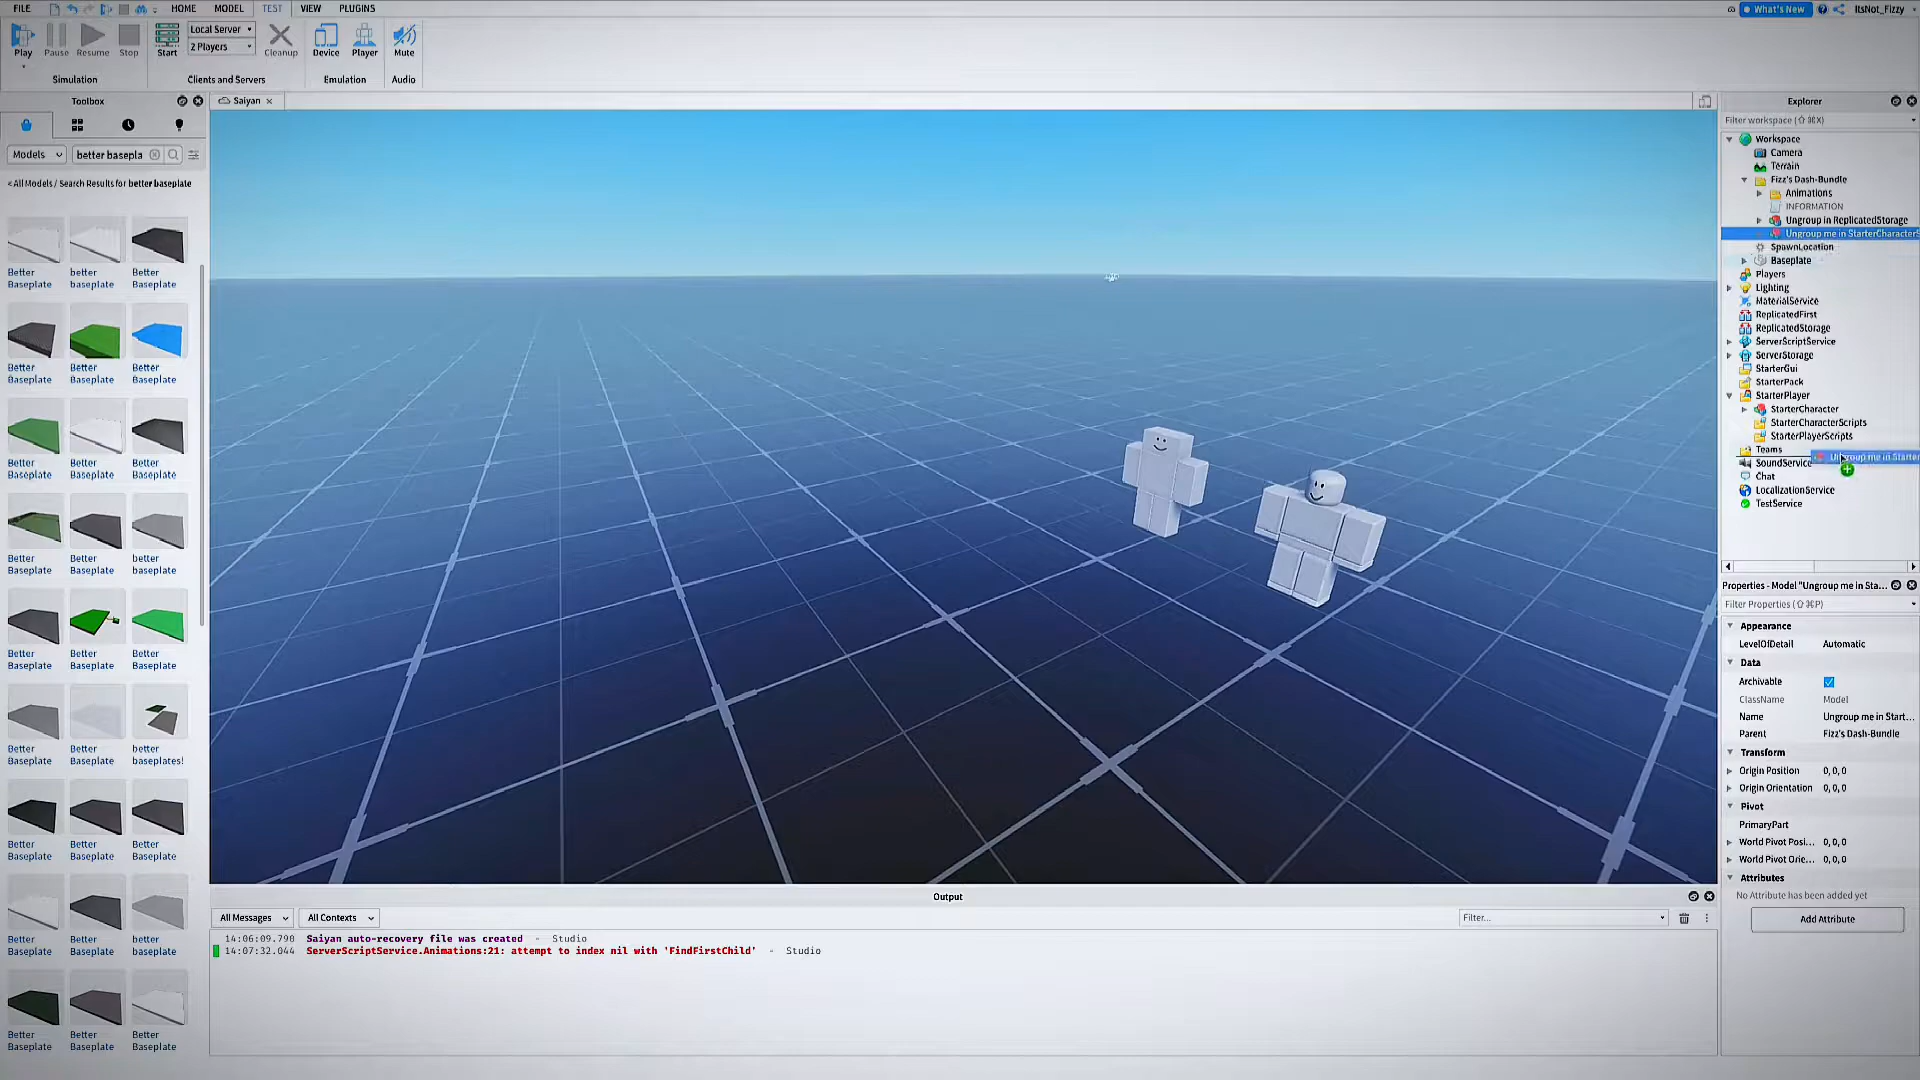 FILE
HOME
MODEL
TEST
VIEW
PLUGINS
What's New
ItsNot_Fizzy
Play
Pause
Resume
Stop
Simulation
Start
Local Server
2 Players
Cleanup
Clients and Servers
Device
Player
Emulation
Mute
Audio
Toolbox
Models
better basepla
< All Models / Search Results for better baseplate
Better Baseplate
better Baseplate
Better Baseplate
Better Baseplate
Better Baseplate
Better Baseplate
Better Baseplate
Better Baseplate
Better Baseplate
Better Baseplate
Better Baseplate
better Baseplate
Better Baseplate
Better Baseplate
Better Baseplate
Better Baseplate
Better Baseplate
better baseplates!
Better Baseplate
Better Baseplate
Better Baseplate
Better Baseplate
Better Baseplate
Better Baseplate
Better Baseplate
Better Baseplate
Better Baseplate
Saiyan
Explorer
Filter workspace (⇧⌘X)
Workspace
Camera
Terrain
Fizz's Dash-Bundle
Animations
INFORMATION
Ungroup in ReplicatedStorage
Ungroup me in StarterCharacterS
SpawnLocation
Baseplate
Players
Lighting
MaterialService
ReplicatedFirst
ReplicatedStorage
ServerScriptService
ServerStorage
StarterGui
StarterPack
StarterPlayer
StarterCharacter
StarterCharacterScripts
StarterPlayerScripts
Teams
Ungroup me in Starter
SoundService
Chat
LocalizationService
TestService
Properties - Model "Ungroup me in Sta...
Filter Properties (⇧⌘P)
Appearance
LevelOfDetail Automatic
Data
Archivable
ClassName Model
Name Ungroup me in Start...
Parent Fizz's Dash-Bundle
Transform
Origin Position 0, 0, 0
Origin Orientation 0, 0, 0
Pivot
PrimaryPart
World Pivot Posi... 0, 0, 0
World Pivot Orie... 0, 0, 0
Attributes
No Attribute has been added yet
Add Attribute
Output
All Messages
All Contexts
Filter...
14:06:09.790 Saiyan auto-recovery file was created - Studio
14:07:32.044 ServerScriptService.Animations:21: attempt to index nil with 'FindFirstChild' - Studio